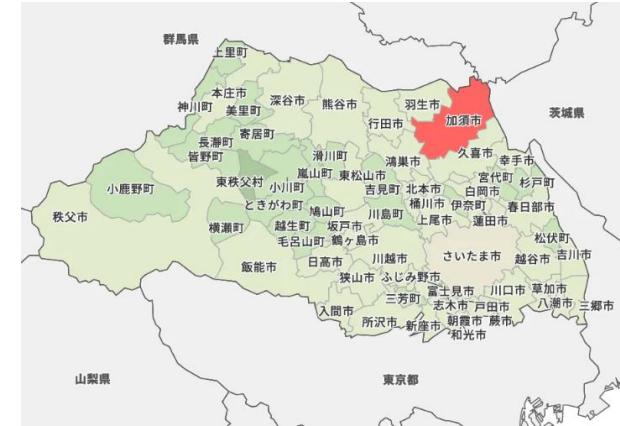 群馬県
上里町
本庄市
神川町
美里町
深谷市
熊谷市
羽生市
行田市
加須市
茨城県
長瀞町
寄居町
皆野町
滑川町
鴻巣市
久喜市
幸手市
小鹿野町
東秩父村
小川町
嵐山町
東松山市
吉見町
北本市
宮代町
白岡市
杉戸町
ときがわ町
鳩山町
川島町
桶川市
伊奈町
春日部市
秩父市
横瀬町
越生町
坂戸市
上尾市
蓮田市
毛呂山町
鶴ヶ島市
松伏町
飯能市
日高市
川越市
さいたま市
越谷市
吉川市
狭山市
ふじみ野市
三芳町
富士見市
川口市
草加市
入間市
志木市
戸田市
八潮市
三郷市
所沢市
新座市
朝霞市
蕨市
和光市
山梨県
東京都